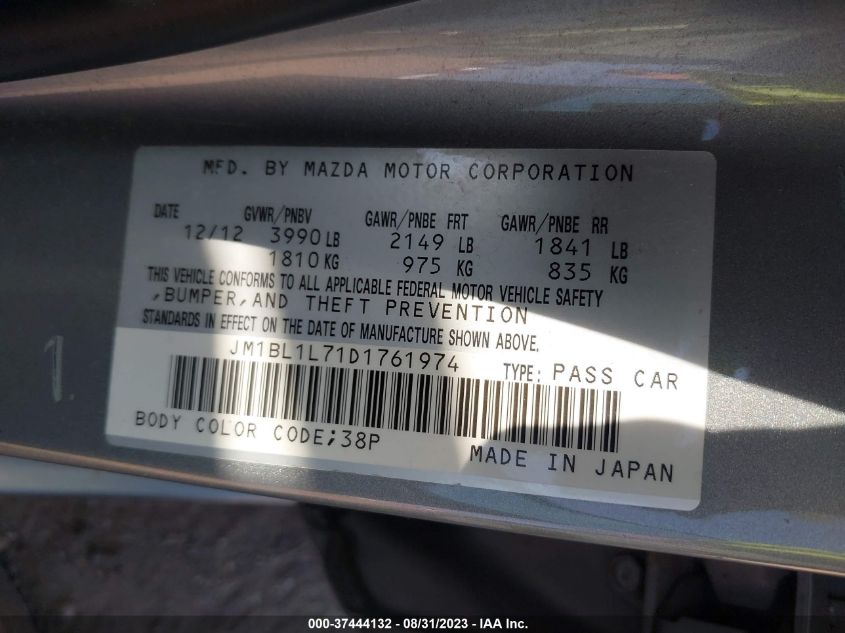 MFD. BY MAZDA MOTOR CORPORATION
DATE GVWR/PNBV GAWR/PNBE FRT GAWR/PNBE RR
12/12 3990 LB 2149 LB 1841 LB
1810 KG 975 KG 835 KG
THIS VEHICLE CONFORMS TO ALL APPLICABLE FEDERAL MOTOR VEHICLE SAFETY
,BUMPER,AND THEFT PREVENTION
STANDARDS IN EFFECT ON THE DATE OF MANUFACTURE SHOWN ABOVE.
JM1BL1L71D1761974 TYPE: PASS CAR
BODY COLOR CODE;38P
MADE IN JAPAN
1
000-37444132 - 08/31/2023 - IAA Inc.